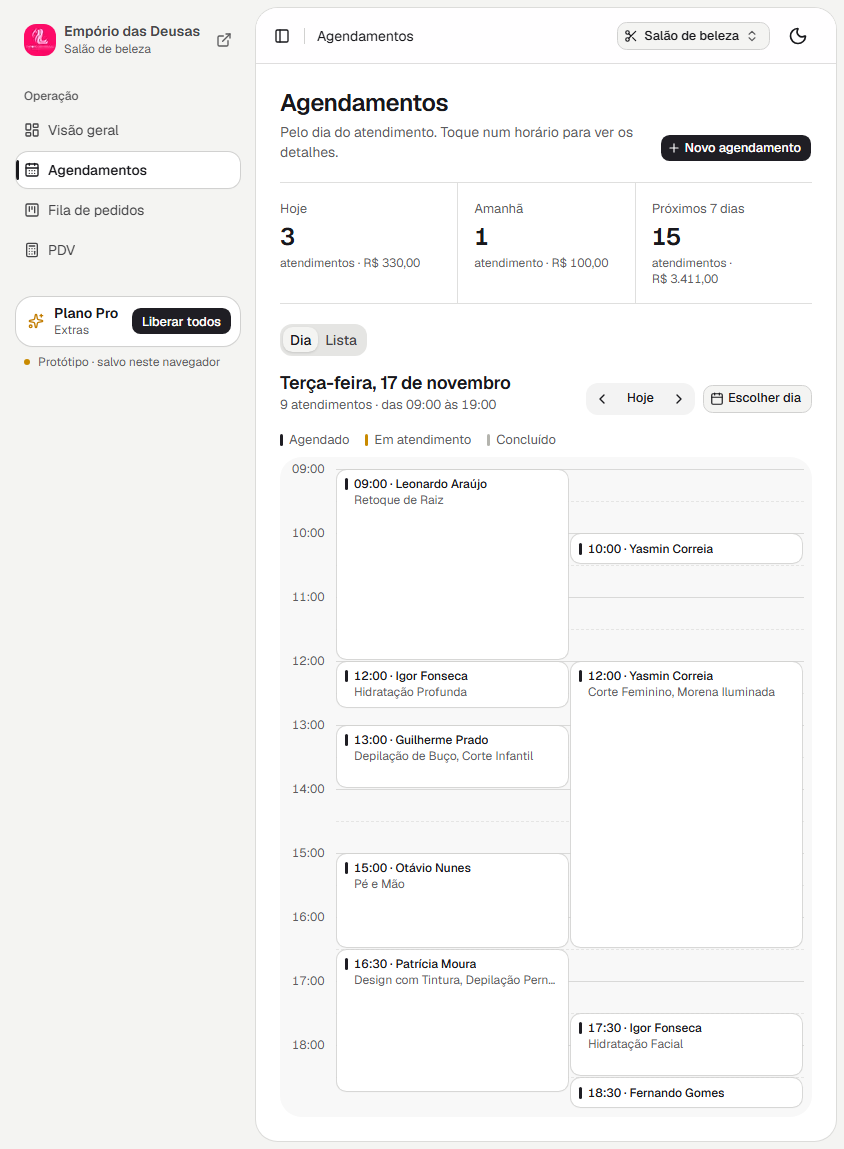 Empório das Deusas
Salão de beleza
Operação
Visão geral
Agendamentos
Fila de pedidos
PDV
Plano Pro
Extras
Liberar todos
Protótipo · salvo neste navegador
Agendamentos
Salão de beleza
Agendamentos
Pelo dia do atendimento. Toque num horário para ver os
detalhes.
+ Novo agendamento
Hoje
3
atendimentos · R$ 330,00
Amanhã
1
atendimento · R$ 100,00
Próximos 7 dias
15
atendimentos ·
R$ 3.411,00
Dia
Lista
Terça-feira, 17 de novembro
9 atendimentos · das 09:00 às 19:00
Hoje
Escolher dia
Agendado
Em atendimento
Concluído
09:00
09:00 · Leonardo Araújo
Retoque de Raiz
10:00
10:00 · Yasmin Correia
11:00
12:00
12:00 · Igor Fonseca
Hidratação Profunda
12:00 · Yasmin Correia
Corte Feminino, Morena Iluminada
13:00
13:00 · Guilherme Prado
Depilação de Buço, Corte Infantil
14:00
15:00
15:00 · Otávio Nunes
Pé e Mão
16:00
16:30 · Patrícia Moura
Design com Tintura, Depilação Pern...
17:00
17:30 · Igor Fonseca
Hidratação Facial
18:00
18:30 · Fernando Gomes